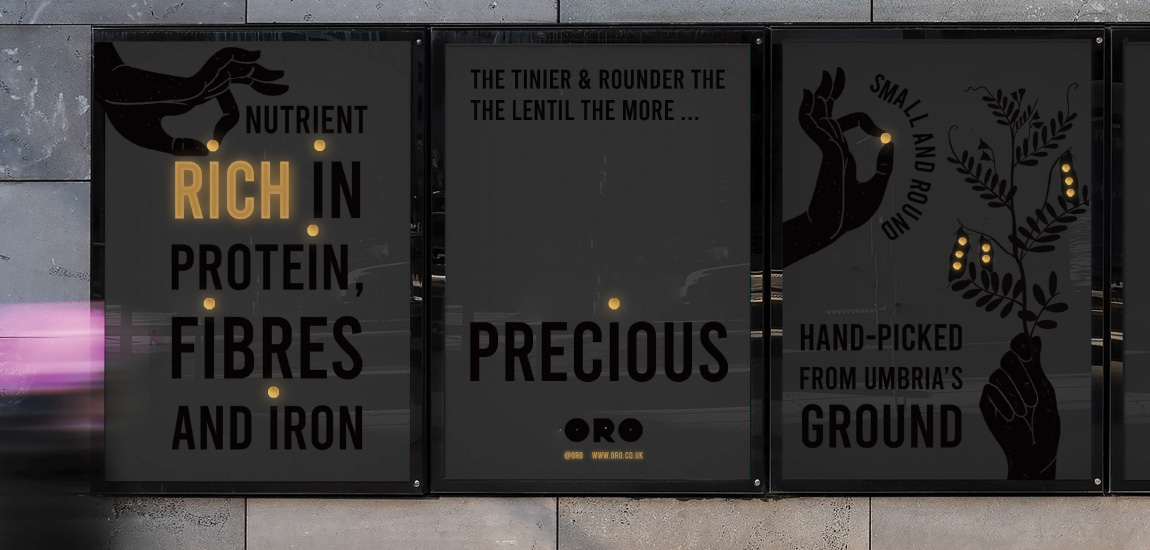 NUTRIENT
RICH IN
PROTEIN,
FIBRES
AND IRON
THE TINIER & ROUNDER THE
THE LENTIL THE MORE ...
PRECIOUS
ORO
@ORO WWW.ORO.CO.UK
SMALL AND ROUND
HAND-PICKED
FROM UMBRIA'S
GROUND